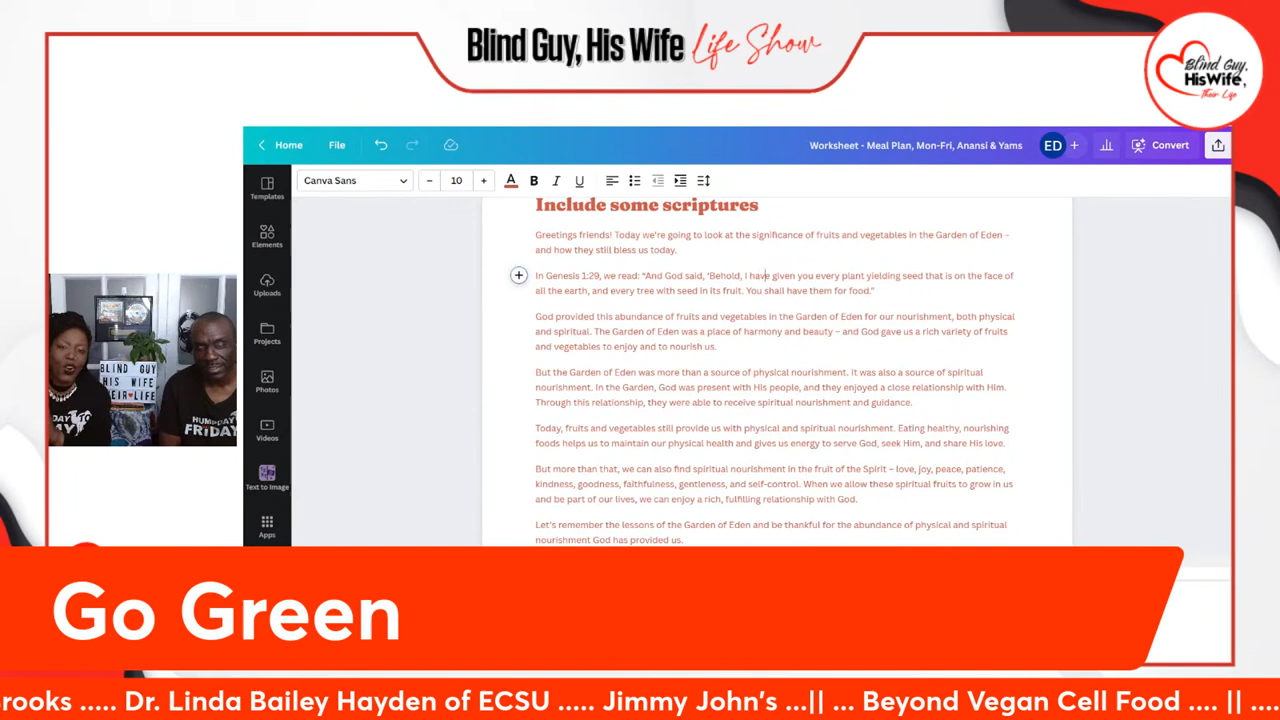 Blind Guy, His Wife Life Show
Blind Guy,
His Wife,
Their Life
Home File Worksheet - Meal Plan, Mon-Fri, Anansi & Yams ED + Convert
Canva Sans – 10 + A B I U
Templates
Elements
Uploads
Projects
Photos
Videos
Text to Image
Apps
Include some scriptures
Greetings friends! Today we're going to look at the significance of fruits and vegetables in the Garden of Eden –
and how they still bless us today.
In Genesis 1:29, we read: “And God said, ‘Behold, I have given you every plant yielding seed that is on the face of
all the earth, and every tree with seed in its fruit. You shall have them for food.”
God provided this abundance of fruits and vegetables in the Garden of Eden for our nourishment, both physical
and spiritual. The Garden of Eden was a place of harmony and beauty – and God gave us a rich variety of fruits
and vegetables to enjoy and to nourish us.
But the Garden of Eden was more than a source of physical nourishment. It was also a source of spiritual
nourishment. In the Garden, God was present with His people, and they enjoyed a close relationship with Him.
Through this relationship, they were able to receive spiritual nourishment and guidance.
Today, fruits and vegetables still provide us with physical and spiritual nourishment. Eating healthy, nourishing
foods helps us to maintain our physical health and gives us energy to serve God, seek Him, and share His love.
But more than that, we can also find spiritual nourishment in the fruit of the Spirit – love, joy, peace, patience,
kindness, goodness, faithfulness, gentleness, and self-control. When we allow these spiritual fruits to grow in us
and be part of our lives, we can enjoy a rich, fulfilling relationship with God.
Let's remember the lessons of the Garden of Eden and be thankful for the abundance of physical and spiritual
nourishment God has provided us.
BLIND GUY
HIS WIFE
HEIR LIFE
Go Green
rooks ..... Dr. Linda Bailey Hayden of ECSU ..... Jimmy John's ...|| ... Beyond Vegan Cell Food .... || ....